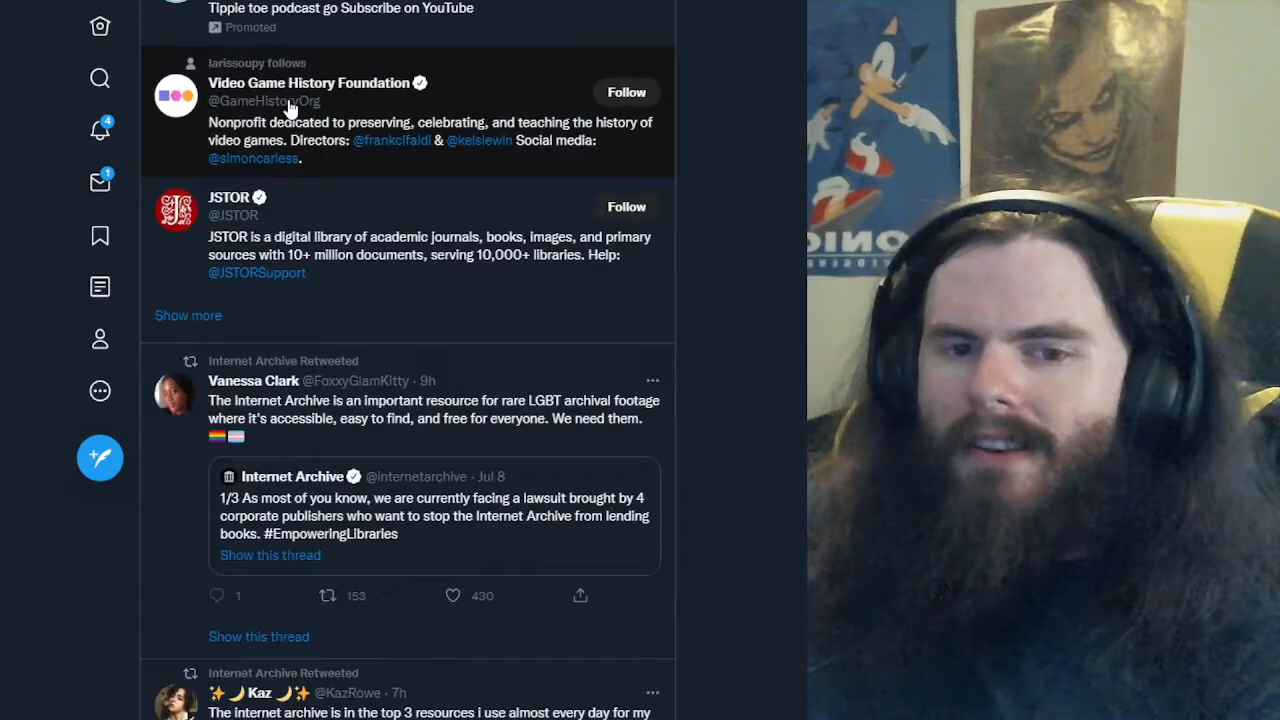 Tipple toe podcast go Subscribe on YouTube
Promoted
larissoupy follows
Video Game History Foundation
Follow
@GameHistoryOrg
Nonprofit dedicated to preserving, celebrating, and teaching the history of
video games. Directors: @frankcifaldi & @kelslewin Social media:
@simoncarless.
JSTOR
Follow
@JSTOR
JSTOR is a digital library of academic journals, books, images, and primary
sources with 10+ million documents, serving 10,000+ libraries. Help:
@JSTORSupport
Show more
Internet Archive Retweeted
Vanessa Clark @FoxxyGlamKitty · 9h
The Internet Archive is an important resource for rare LGBT archival footage
where it's accessible, easy to find, and free for everyone. We need them.
🏳️‍🌈🏳️‍⚧️
Internet Archive @internetarchive · Jul 8
1/3 As most of you know, we are currently facing a lawsuit brought by 4
corporate publishers who want to stop the Internet Archive from lending
books. #EmpoweringLibraries
Show this thread
1 153 430
Show this thread
Internet Archive Retweeted
✨🌙Kaz 🌙✨ @KazRowe · 7h
The internet archive is in the top 3 resources i use almost every day for my
4
1
SONIC